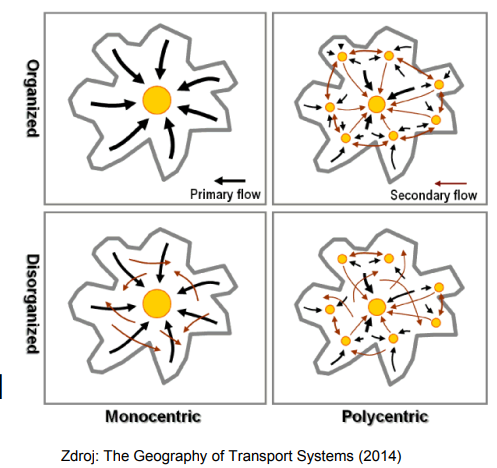 Organized
Primary flow
Secondary flow
Disorganized
Monocentric
Polycentric
Zdroj: The Geography of Transport Systems (2014)